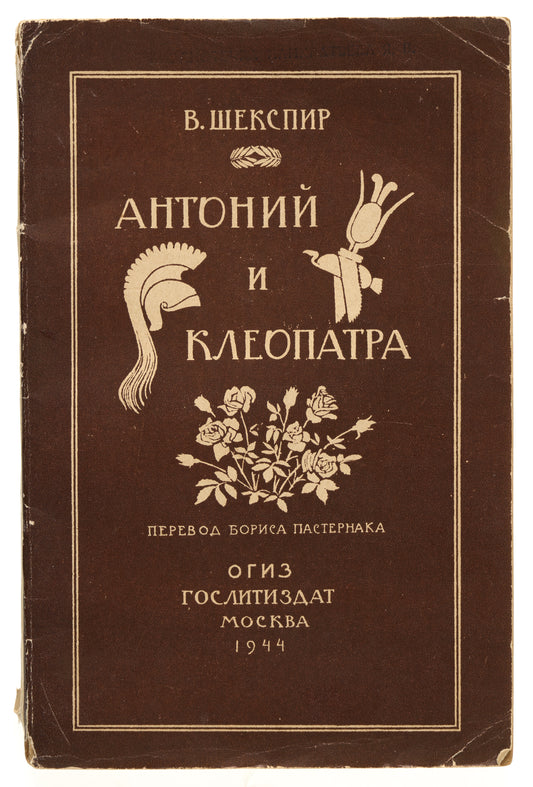 В. ШЕКСПИР
АНТОНИЙ
И
КЛЕОПАТРА
ПЕРЕВОД БОРИСА ПАСТЕРНАКА
ОГИЗ
ГОСЛИТИЗДАТ
МОСКВА
1944